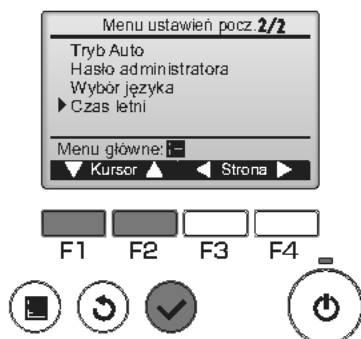 Menu ustawień pocz.2/2
Tryb Auto
Hasło administratora
Wybór języka
Czas letni
Menu główne:
Kursor Strona
F1 F2 F3 F4